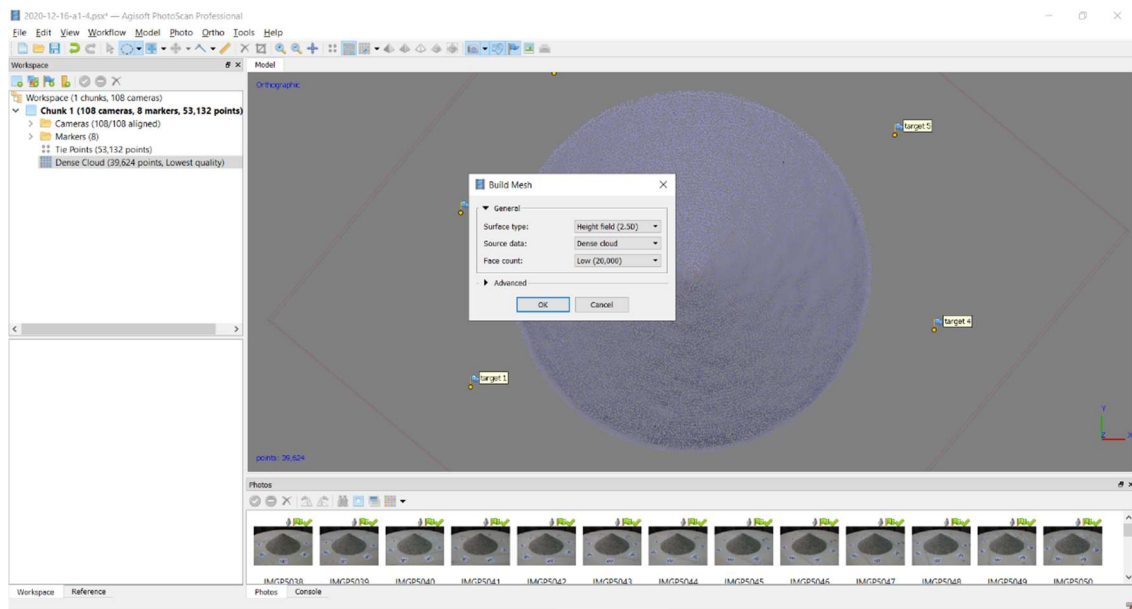 2020-12-16-a1-4.psx* — Agisoft PhotoScan Professional
File Edit View Workflow Model Photo Ortho Tools Help
Workspace
Model
Workspace (1 chunks, 108 cameras)
Chunk 1 (108 cameras, 8 markers, 53,132 points)
Cameras (108/108 aligned)
Markers (8)
Tie Points (53,132 points)
Dense Cloud (39,624 points, Lowest quality)
Orthographic
target 5
Build Mesh
General
Surface type: Height field (2.5D)
Source data: Dense cloud
Face count: Low (20,000)
Advanced
OK Cancel
target 4
target 1
Y
Z X
points: 39,624
Photos
IMGP5038 IMGP5039 IMGP5040 IMGP5041 IMGP5042 IMGP5043 IMGP5044 IMGP5045 IMGP5046 IMGP5047 IMGP5048 IMGP5049 IMGP5050
Workspace Reference
Photos Console